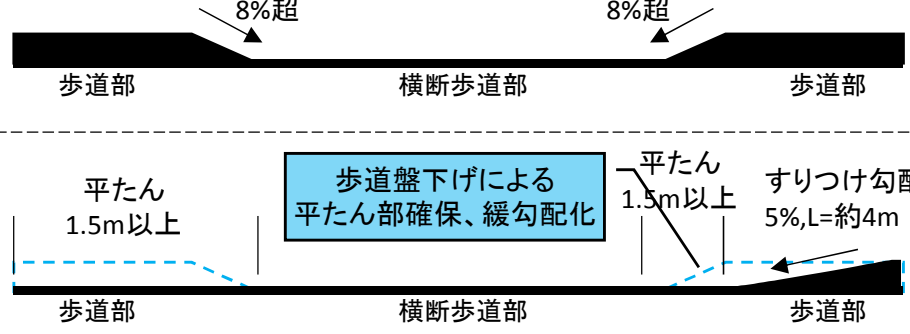 8%超
8%超
歩道部
横断歩道部
歩道部
平たん
1.5m以上
歩道盤下げによる
平たん部確保、緩勾配化
平たん
1.5m以上
すりつけ勾配
5%,L=約4m
歩道部
横断歩道部
歩道部